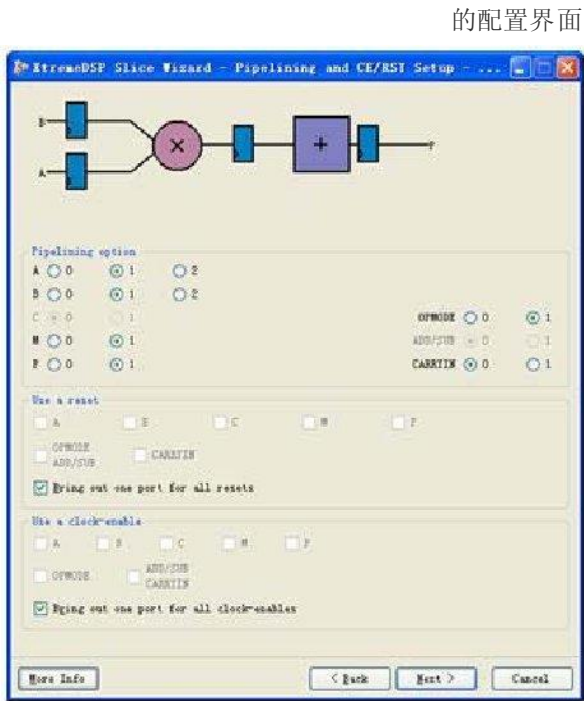 的配置界面
XtremeDSP Slice Wizard - Pipelining and CE/RST Setup - ...
B
×
+
P
A
Pipelining option
A 0 1 2
B 0 1 2
C 0 1
OPMODE 0 1
M 0 1
ADD/SUB 0 1
P 0 1
CARRYIN 0 1
Use a reset
A B C M P
OPMODE
ADD/SUB
CARRYIN
Bring out one port for all resets
Use a clock-enable
A B C M P
OPMODE
ADD/SUB
CARRYIN
Bring out one port for all clock-enables
More Info
< Back
Next >
Cancel